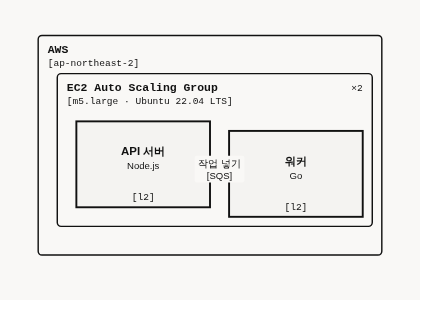 AWS
[ap-northeast-2]
EC2 Auto Scaling Group ×2
[m5.large · Ubuntu 22.04 LTS]
API 서버
Node.js
[l2]
작업 넣기
[SQS]
워커
Go
[l2]